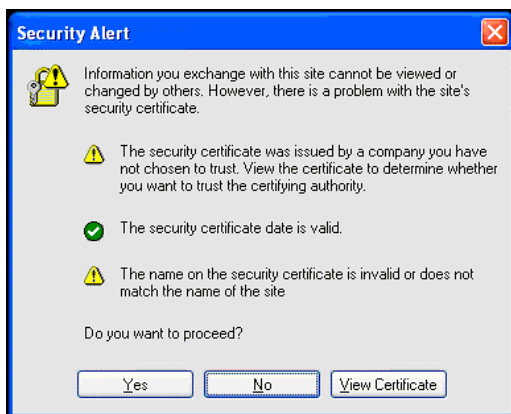 Security Alert
Information you exchange with this site cannot be viewed or
changed by others. However, there is a problem with the site's
security certificate.
The security certificate was issued by a company you have
not chosen to trust. View the certificate to determine whether
you want to trust the certifying authority.
The security certificate date is valid.
The name on the security certificate is invalid or does not
match the name of the site
Do you want to proceed?
Yes
No
View Certificate